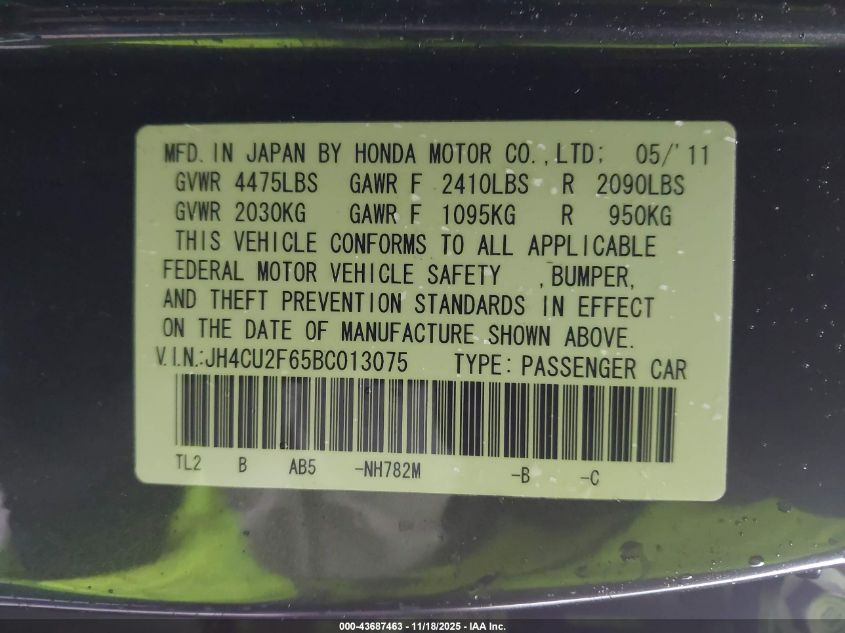 MFD. IN JAPAN BY HONDA MOTOR CO.,LTD; 05/'11
GVWR 4475LBS GAWR F 2410LBS R 2090LBS
GVWR 2030KG GAWR F 1095KG R 950KG
THIS VEHICLE CONFORMS TO ALL APPLICABLE
FEDERAL MOTOR VEHICLE SAFETY ,BUMPER,
AND THEFT PREVENTION STANDARDS IN EFFECT
ON THE DATE OF MANUFACTURE SHOWN ABOVE.
V.I.N.:JH4CU2F65BC013075 TYPE: PASSENGER CAR
TL2 B AB5 -NH782M -B -C
000-43687463 - 11/18/2025 - IAA Inc.